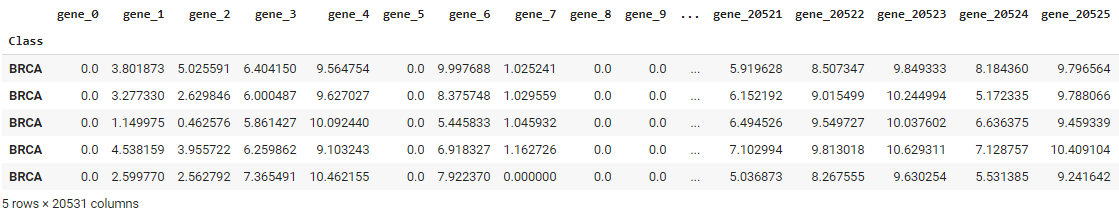 gene_0 gene_1 gene_2 gene_3 gene_4 gene_5 gene_6 gene_7 gene_8 gene_9 ... gene_20521 gene_20522 gene_20523 gene_20524 gene_20525
Class
BRCA 0.0 3.801873 5.025591 6.404150 9.564754 0.0 9.997688 1.025241 0.0 0.0 ... 5.919628 8.507347 9.849333 8.184360 9.796564
BRCA 0.0 3.277330 2.629846 6.000487 9.627027 0.0 8.375748 1.029559 0.0 0.0 ... 6.152192 9.015499 10.244994 5.172335 9.788066
BRCA 0.0 1.149975 0.462576 5.861427 10.092440 0.0 5.445833 1.045932 0.0 0.0 ... 6.494526 9.549727 10.037602 6.636375 9.459339
BRCA 0.0 4.538159 3.955722 6.259862 9.103243 0.0 6.918327 1.162726 0.0 0.0 ... 7.102994 9.813018 10.629311 7.128757 10.409104
BRCA 0.0 2.599770 2.562792 7.365491 10.462155 0.0 7.922370 0.000000 0.0 0.0 ... 5.036873 8.267555 9.630254 5.531385 9.241642
5 rows × 20531 columns